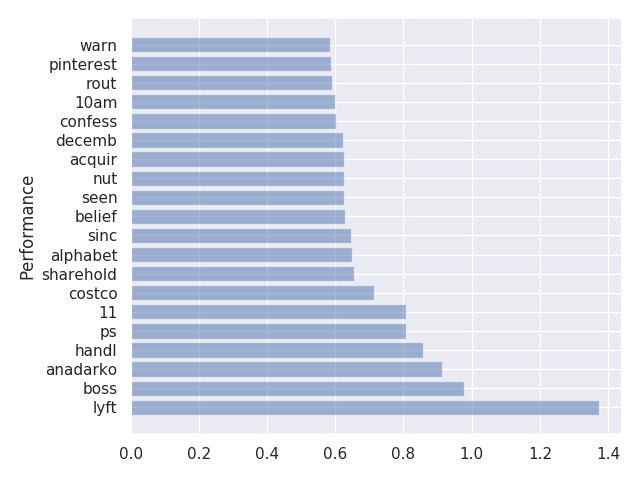 warn
pinterest
rout
10am
confess
decemb
acquir
nut
seen
belief
sinc
alphabet
sharehold
costco
11
ps
handl
anadarko
boss
lyft
Performance
0.0 0.2 0.4 0.6 0.8 1.0 1.2 1.4